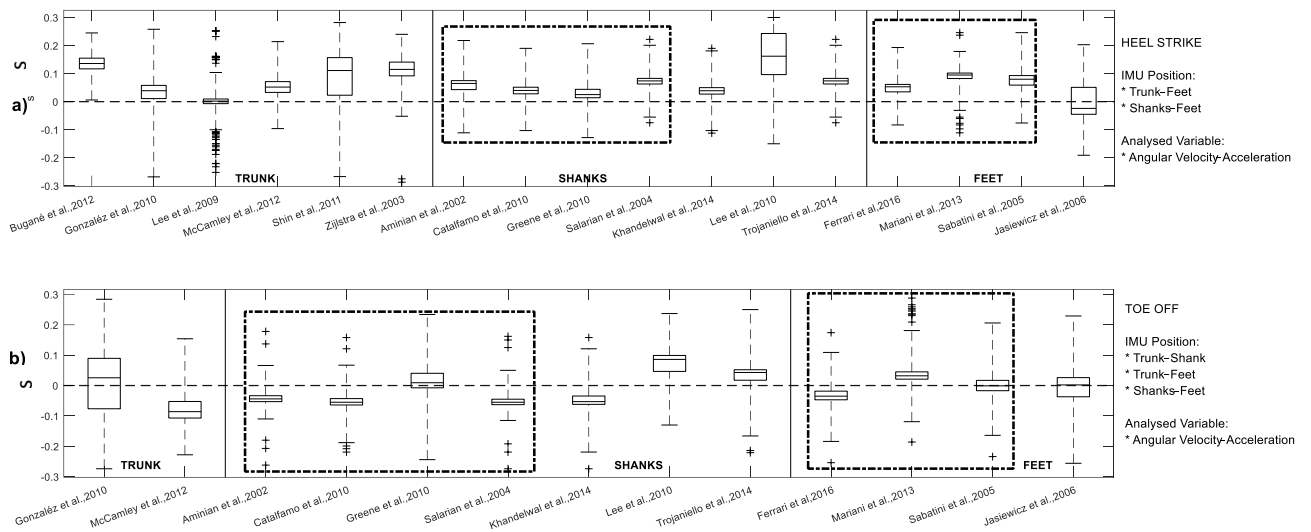 0.3
0.2
0.1
0
-0.1
-0.2
-0.3
S
a) s
TRUNK
SHANKS
FEET
HEEL STRIKE
IMU Position:
* Trunk-Feet
* Shanks-Feet
Analysed Variable:
* Angular Velocity-Acceleration
Bugané et al.,2012
Gonzaléz et al.,2010
Lee et al.,2009
McCamley et al.,2012
Shin et al.,2011
Zijlstra et al.,2003
Aminian et al.,2002
Catalfamo et al.,2010
Greene et al.,2010
Salarian et al.,2004
Khandelwal et al.,2014
Lee et al.,2010
Trojaniello et al.,2014
Ferrari et al.,2016
Mariani et al.,2013
Sabatini et al.,2005
Jasiewicz et al.,2006
0.3
0.2
0.1
0
-0.1
-0.2
-0.3
b)
S
TRUNK
SHANKS
FEET
TOE OFF
IMU Position:
* Trunk-Shank
* Trunk-Feet
* Shanks-Feet
Analysed Variable:
* Angular Velocity-Acceleration
Gonzaléz et al.,2010
McCamley et al.,2012
Aminian et al.,2002
Catalfamo et al.,2010
Greene et al.,2010
Salarian et al.,2004
Khandelwal et al.,2014
Lee et al.,2010
Trojaniello et al.,2014
Ferrari et al.,2016
Mariani et al.,2013
Sabatini et al.,2005
Jasiewicz et al.,2006